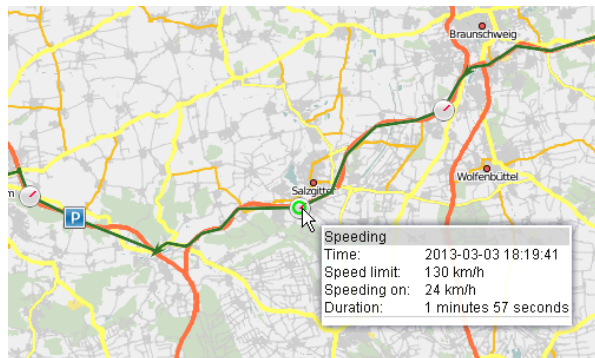 Braunschweig
Wolfenbüttel
Salzgitter
m
P
Speeding
Time: 2013-03-03 18:19:41
Speed limit: 130 km/h
Speeding on: 24 km/h
Duration: 1 minutes 57 seconds